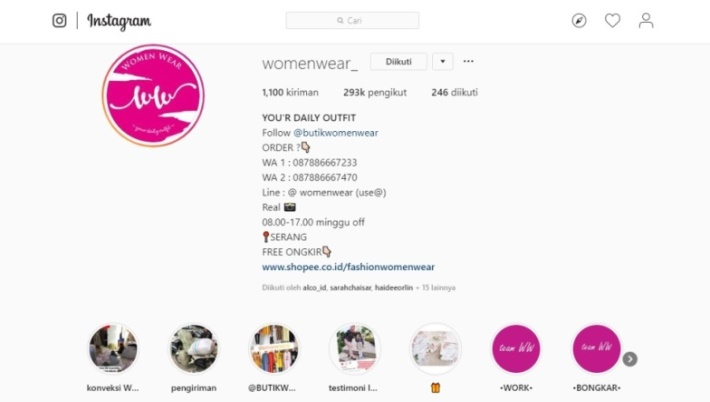 Instagram
Cari
WOMEN WEAR
WW
womenwear_ Diikuti
1,100 kiriman 293k pengikut 246 diikuti
YOU'R DAILY OUTFIT
Follow @butikwomenwear
ORDER ?👇
WA 1 : 087886667233
WA 2 : 087886667470
Line : @ womenwear (use@)
Real 📷
08.00-17.00 minggu off
📍SERANG
FREE ONGKIR👇
www.shopee.co.id/fashionwomenwear
Diikuti oleh alco_id, sarahchaisar, haideeorlin + 15 lainnya
team WW
team WW
konveksi W... pengiriman @BUTIKW... testimoni I... 🎁 •WORK• •BONGKAR•